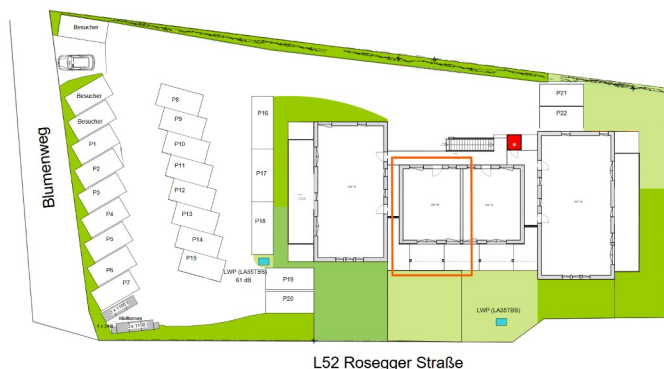 Besucher
Besucher
Besucher
P1
P2
P3
P4
P5
P6
P7
P8
P9
P10
P11
P12
P13
P14
P15
P16
P17
P18
P19
P20
P21
P22
LWP (LA35TBS)
61 dB
LWP (LA35TBS)
Mülltonnen
Blumenweg
L52 Rosegger Straße